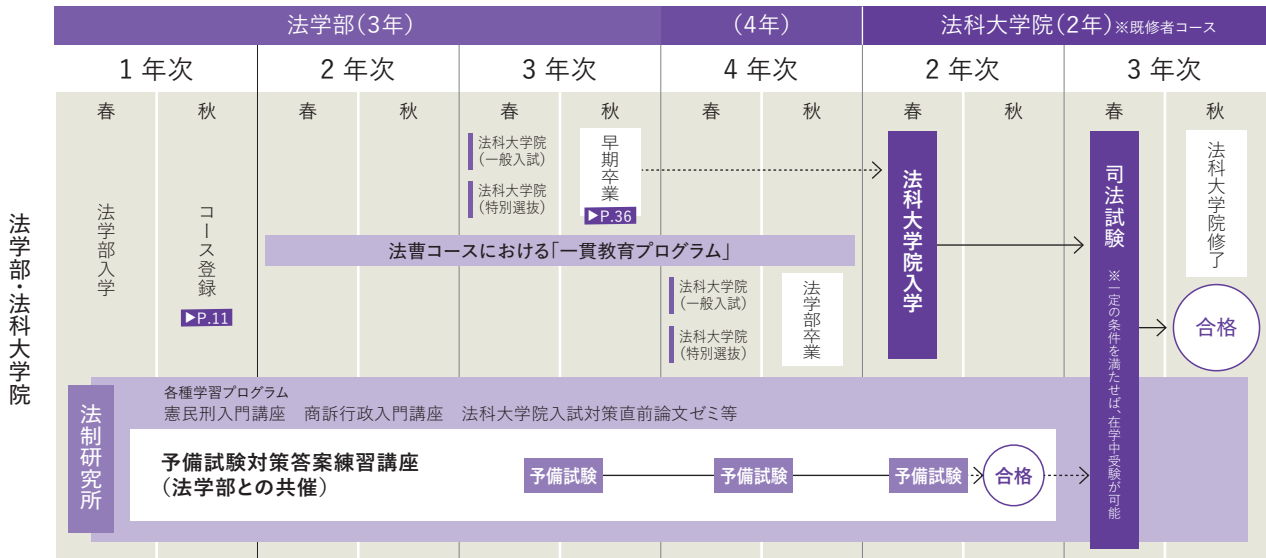 法学部(3年)
(4年)
法科大学院(2年)※既修者コース
1年次
2年次
3年次
4年次
2年次
3年次
春
秋
春
秋
春
秋
春
秋
春
秋
春
秋
法学部・法科大学院
法学部入学
コース登録
▶P.11
法科大学院
(一般入試)
法科大学院
(特別選抜)
早期卒業
▶P.36
法曹コースにおける「一貫教育プログラム」
法科大学院
(一般入試)
法科大学院
(特別選抜)
法学部卒業
法科大学院入学
司法試験
※一定の条件を満たせば、在学中受験が可能
法科大学院修了
合格
法制研究所
各種学習プログラム
憲民刑入門講座 商訴行政入門講座 法科大学院入試対策直前論文ゼミ等
予備試験対策答案練習講座
(法学部との共催)
予備試験
予備試験
予備試験
合格